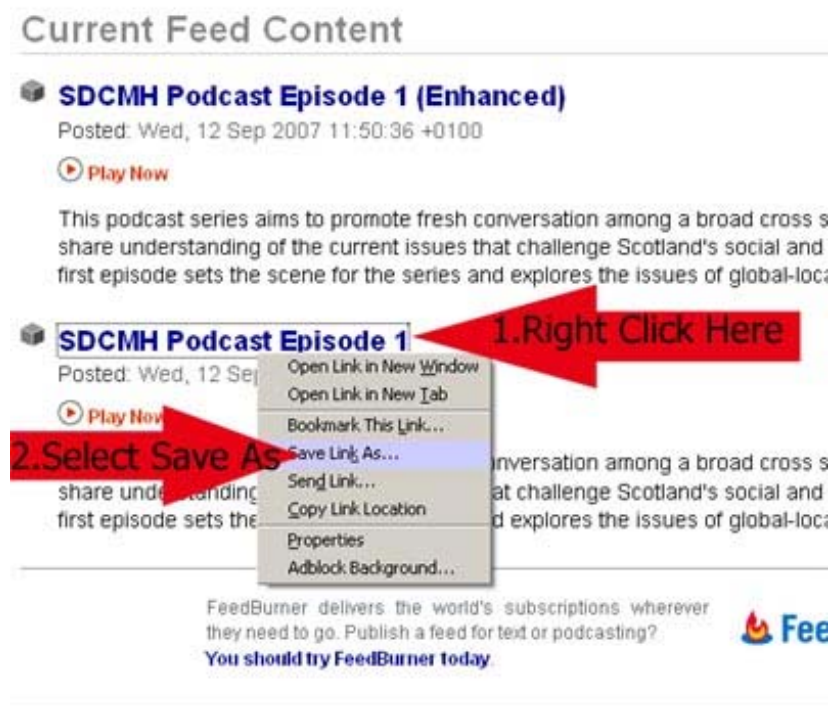 Current Feed Content
SDCMH Podcast Episode 1 (Enhanced)
Posted: Wed, 12 Sep 2007 11:50:36 +0100
Play Now
This podcast series aims to promote fresh conversation among a broad cross s
share understanding of the current issues that challenge Scotland's social and
first episode sets the scene for the series and explores the issues of global-loca
SDCMH Podcast Episode 1
1.Right Click Here
Posted: Wed, 12 Sep
Open Link in New Window
Open Link in New Tab
Play Now
Bookmark This Link...
2.Select Save As
Save Link As...
nversation among a broad cross s
Send Link...
share understanding
at challenge Scotland's social and
Copy Link Location
first episode sets the
d explores the issues of global-loca
Properties
Adblock Background...
FeedBurner delivers the world's subscriptions wherever
they need to go. Publish a feed for text or podcasting?
You should try FeedBurner today.
Fee